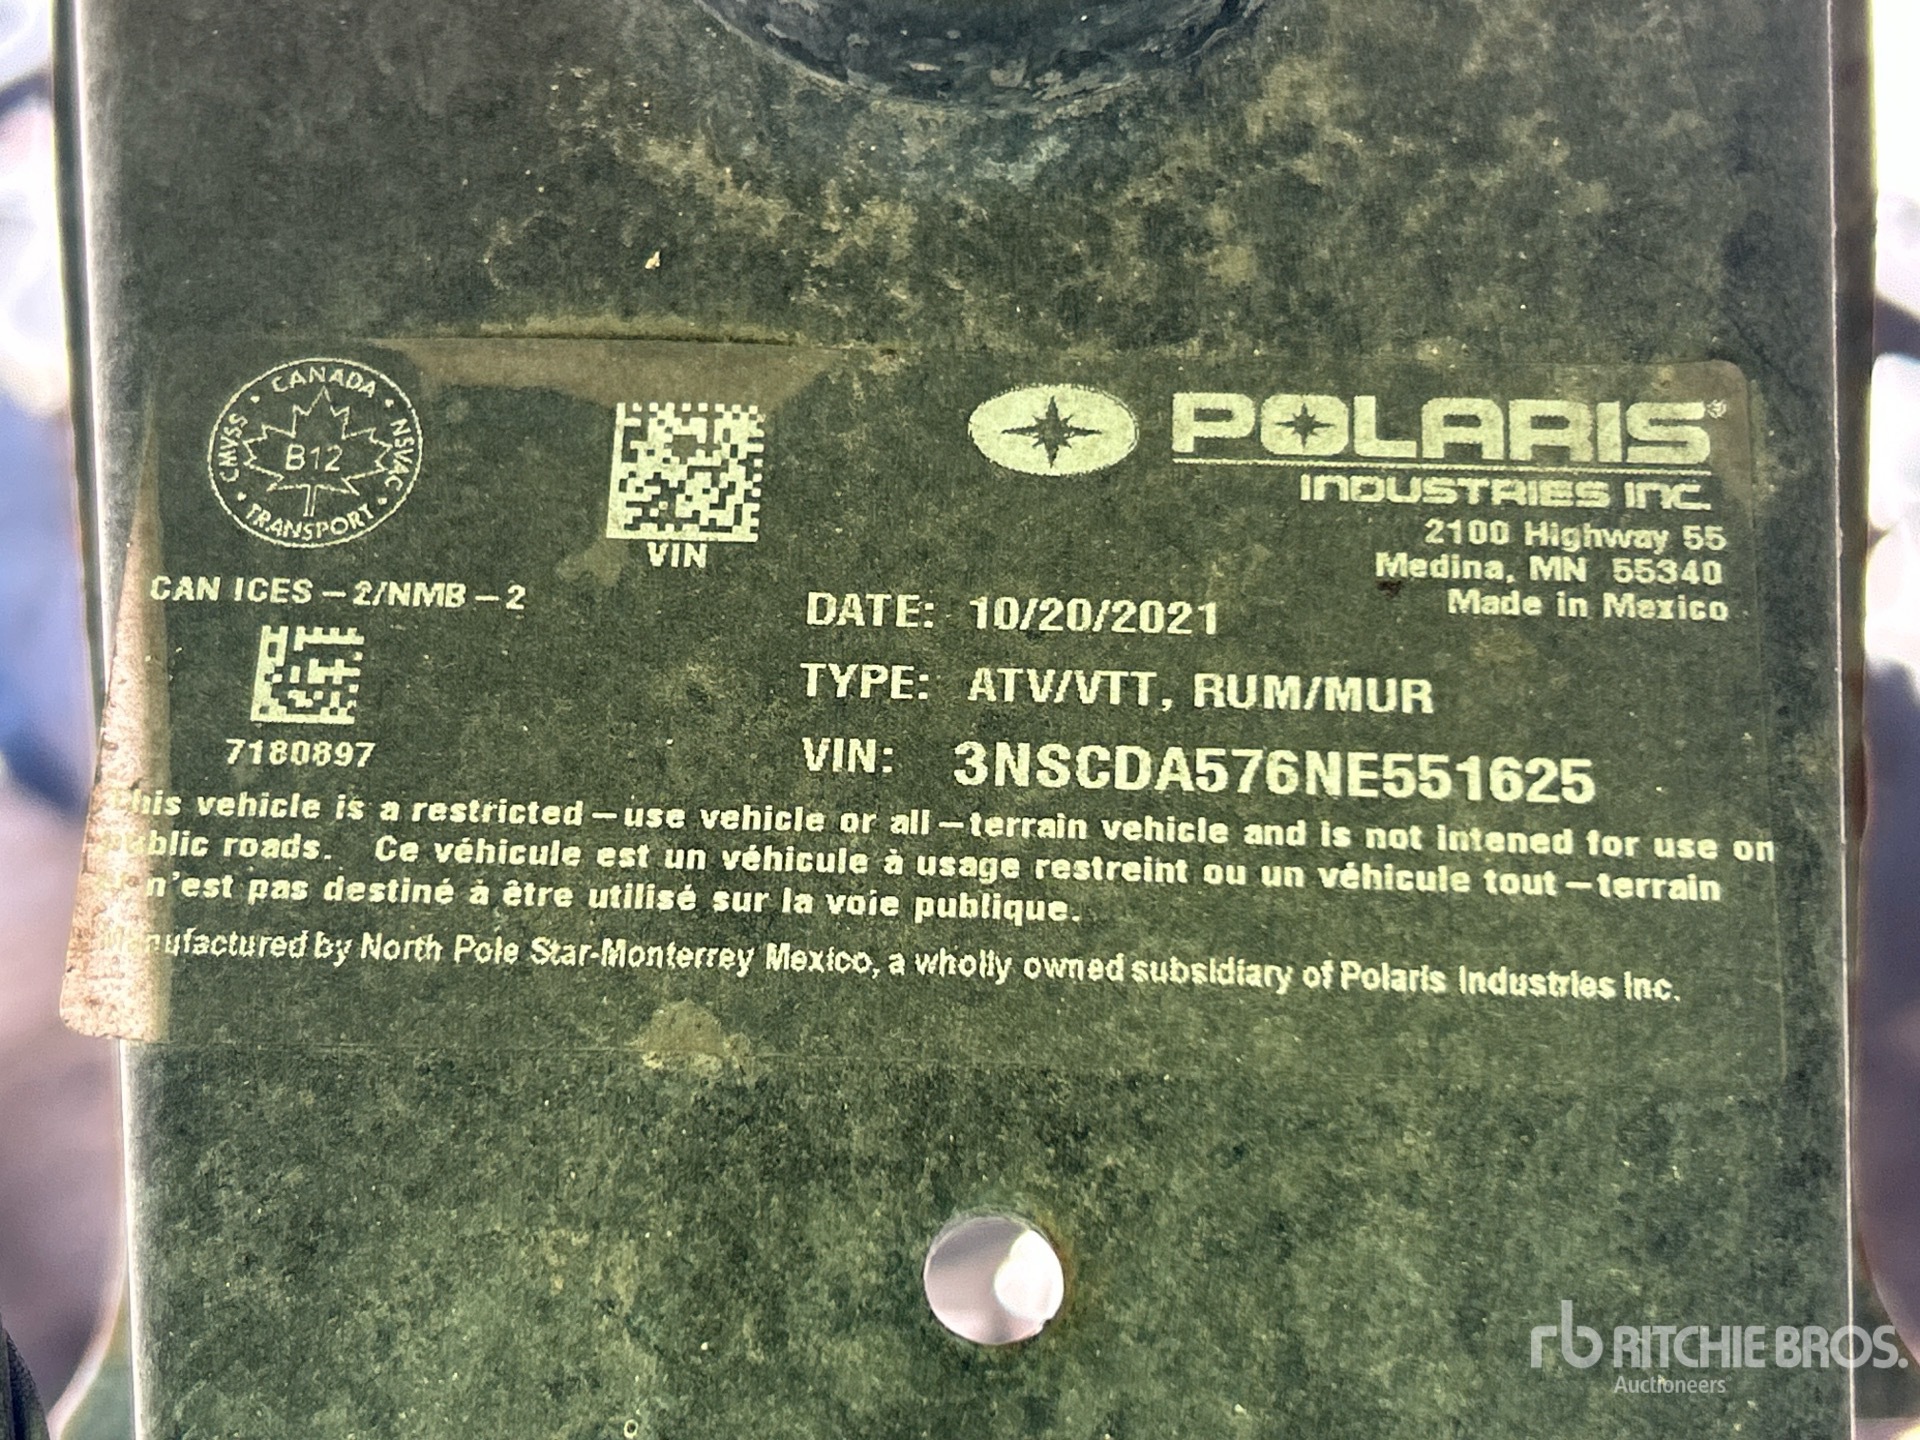 CANADA
CMVSS
NSVAC
B12
TRANSPORT
VIN
POLARIS®
INDUSTRIES INC.
2100 Highway 55
Medina, MN 55340
Made in Mexico
CAN ICES – 2/NMB – 2
7180897
DATE: 10/20/2021
TYPE: ATV/VTT, RUM/MUR
VIN: 3NSCDA576NE551625
This vehicle is a restricted – use vehicle or all – terrain vehicle and is not intened for use on
public roads. Ce véhicule est un véhicule à usage restreint ou un véhicule tout – terrain
n'est pas destiné à être utilisé sur la voie publique.
Manufactured by North Pole Star-Monterrey Mexico, a wholly owned subsidiary of Polaris Industries Inc.
rb RITCHIE BROS.
Auctioneers